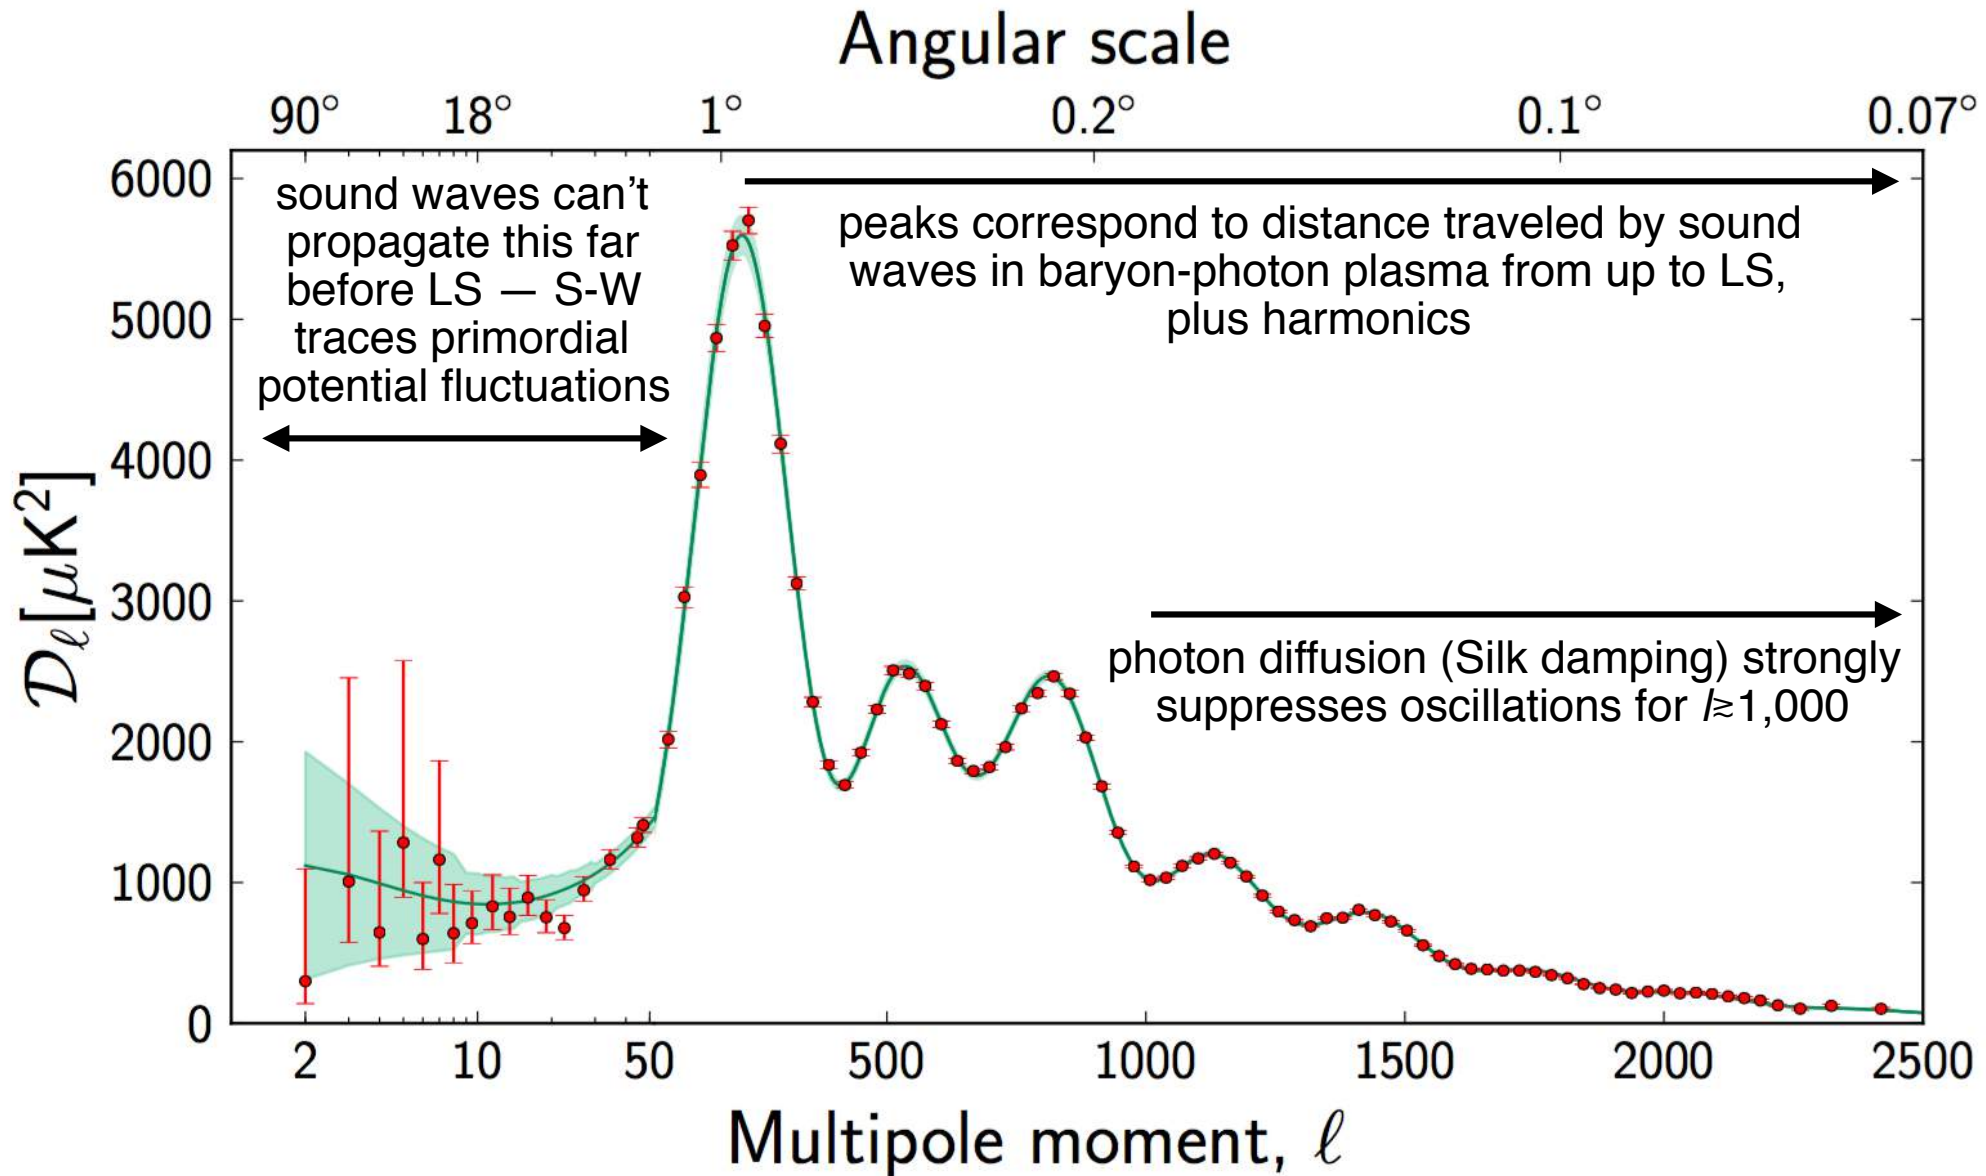 Angular scale
90° 18° 1° 0.2° 0.1° 0.07°
6000
5000
4000
3000
2000
1000
0
𝒟ℓ[μK²]
sound waves can't
propagate this far
before LS — S-W
traces primordial
potential fluctuations
peaks correspond to distance traveled by sound
waves in baryon-photon plasma from up to LS,
plus harmonics
photon diffusion (Silk damping) strongly
suppresses oscillations for l≳1,000
2 10 50 500 1000 1500 2000 2500
Multipole moment, ℓ